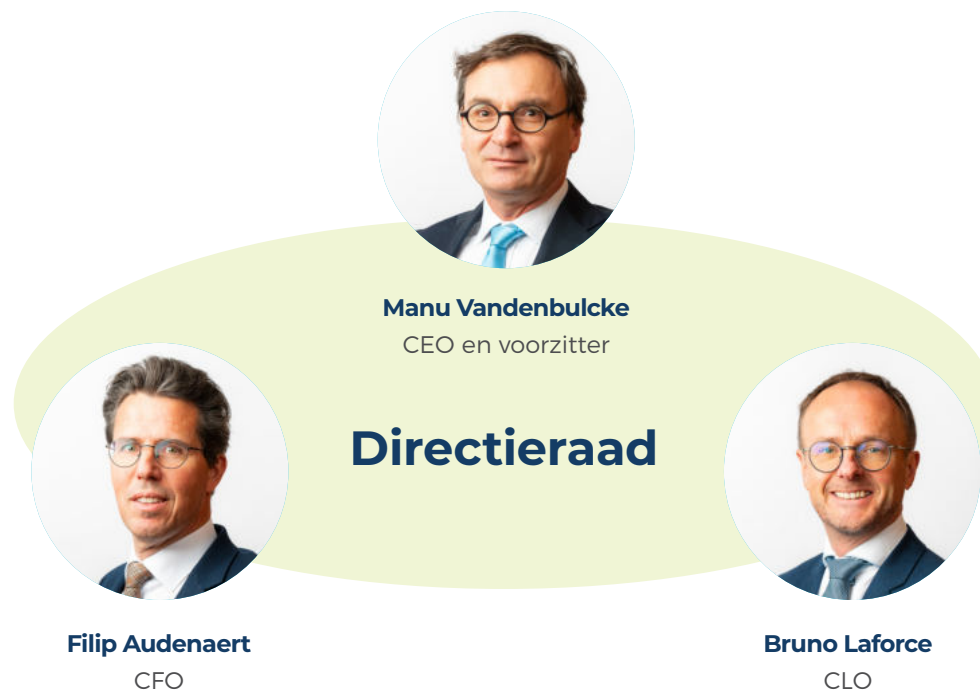 Manu Vandenbulcke
CEO en voorzitter
Directieraad
Filip Audenaert
CFO
Bruno Laforce
CLO